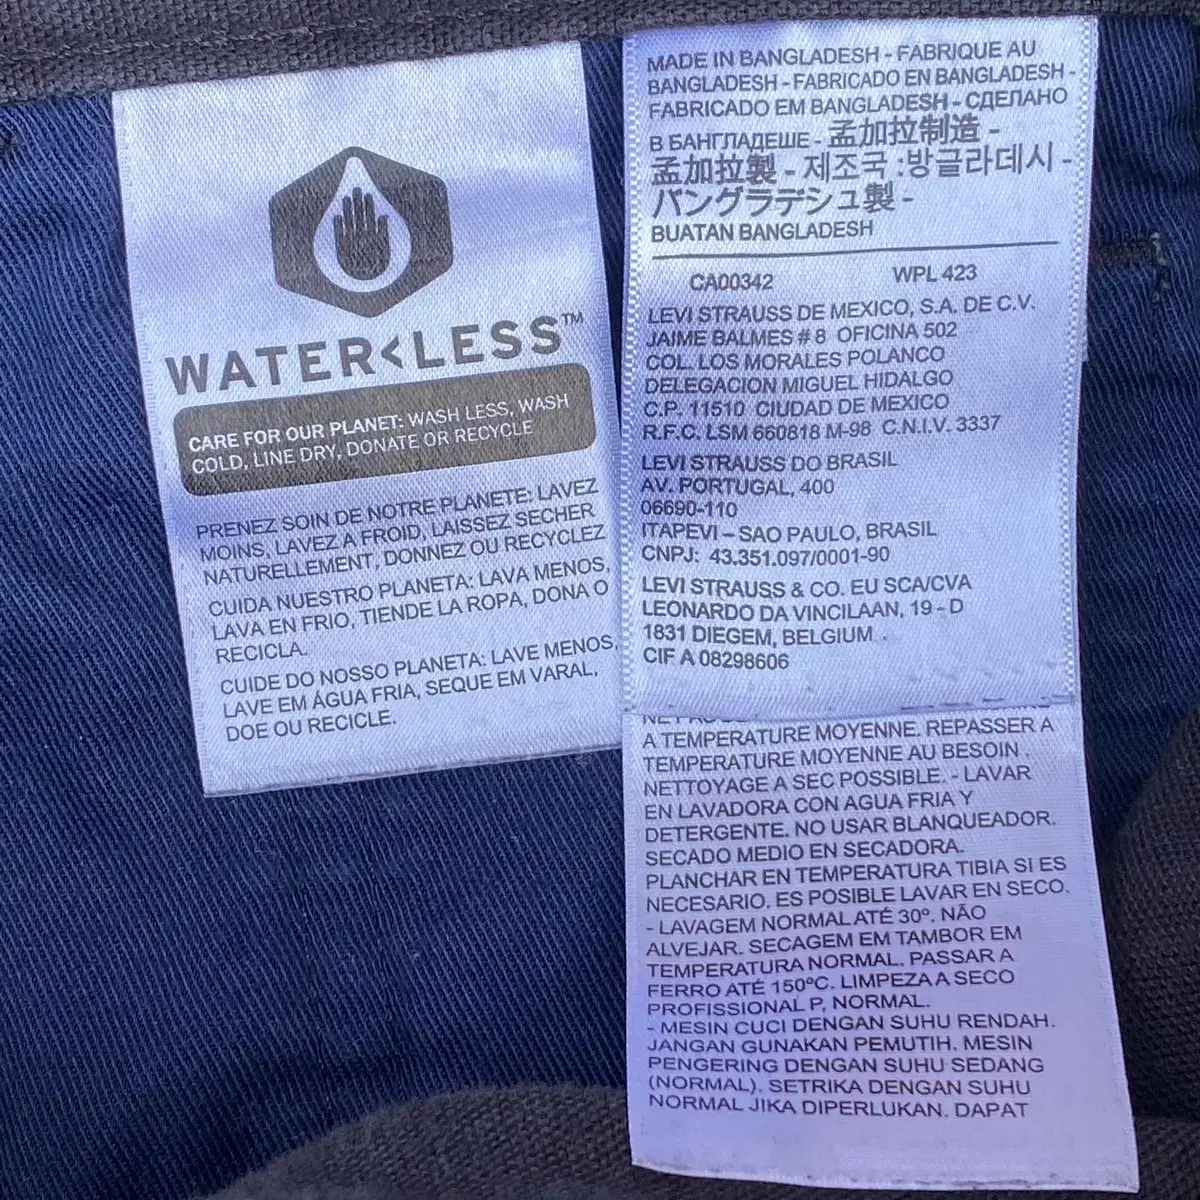 WATER<LESS™
CARE FOR OUR PLANET: WASH LESS, WASH
COLD, LINE DRY, DONATE OR RECYCLE
PRENEZ SOIN DE NOTRE PLANETE: LAVEZ
MOINS, LAVEZ A FROID, LAISSEZ SECHER
NATURELLEMENT, DONNEZ OU RECYCLEZ
CUIDA NUESTRO PLANETA: LAVA MENOS,
LAVA EN FRIO, TIENDE LA ROPA, DONA O
RECICLA.
CUIDE DO NOSSO PLANETA: LAVE MENOS,
LAVE EM ÁGUA FRIA, SEQUE EM VARAL,
DOE OU RECICLE.
MADE IN BANGLADESH - FABRIQUE AU
BANGLADESH - FABRICADO EN BANGLADESH -
FABRICADO EM BANGLADESH - СДЕЛАНО
В БАНГЛАДЕШЕ - 孟加拉制造 -
孟加拉製 - 제조국 :방글라데시 -
バングラデシュ製 -
BUATAN BANGLADESH
CA00342 WPL 423
LEVI STRAUSS DE MEXICO, S.A. DE C.V.
JAIME BALMES # 8 OFICINA 502
COL. LOS MORALES POLANCO
DELEGACION MIGUEL HIDALGO
C.P. 11510 CIUDAD DE MEXICO
R.F.C. LSM 660818 M-98 C.N.I.V. 3337
LEVI STRAUSS DO BRASIL
AV. PORTUGAL, 400
06690-110
ITAPEVI – SAO PAULO, BRASIL
CNPJ: 43.351.097/0001-90
LEVI STRAUSS & CO. EU SCA/CVA
LEONARDO DA VINCILAAN, 19 - D
1831 DIEGEM, BELGIUM .
CIF A 08298606
A TEMPERATURE MOYENNE. REPASSER A
TEMPERATURE MOYENNE AU BESOIN .
NETTOYAGE A SEC POSSIBLE. - LAVAR
EN LAVADORA CON AGUA FRIA Y
DETERGENTE. NO USAR BLANQUEADOR.
SECADO MEDIO EN SECADORA.
PLANCHAR EN TEMPERATURA TIBIA SI ES
NECESARIO. ES POSIBLE LAVAR EN SECO.
- LAVAGEM NORMAL ATÉ 30º. NÃO
ALVEJAR. SECAGEM EM TAMBOR EM
TEMPERATURA NORMAL. PASSAR A
FERRO ATÉ 150ºC. LIMPEZA A SECO
PROFISSIONAL P, NORMAL.
- MESIN CUCI DENGAN SUHU RENDAH.
JANGAN GUNAKAN PEMUTIH. MESIN
PENGERING DENGAN SUHU SEDANG
(NORMAL). SETRIKA DENGAN SUHU
NORMAL JIKA DIPERLUKAN. DAPAT